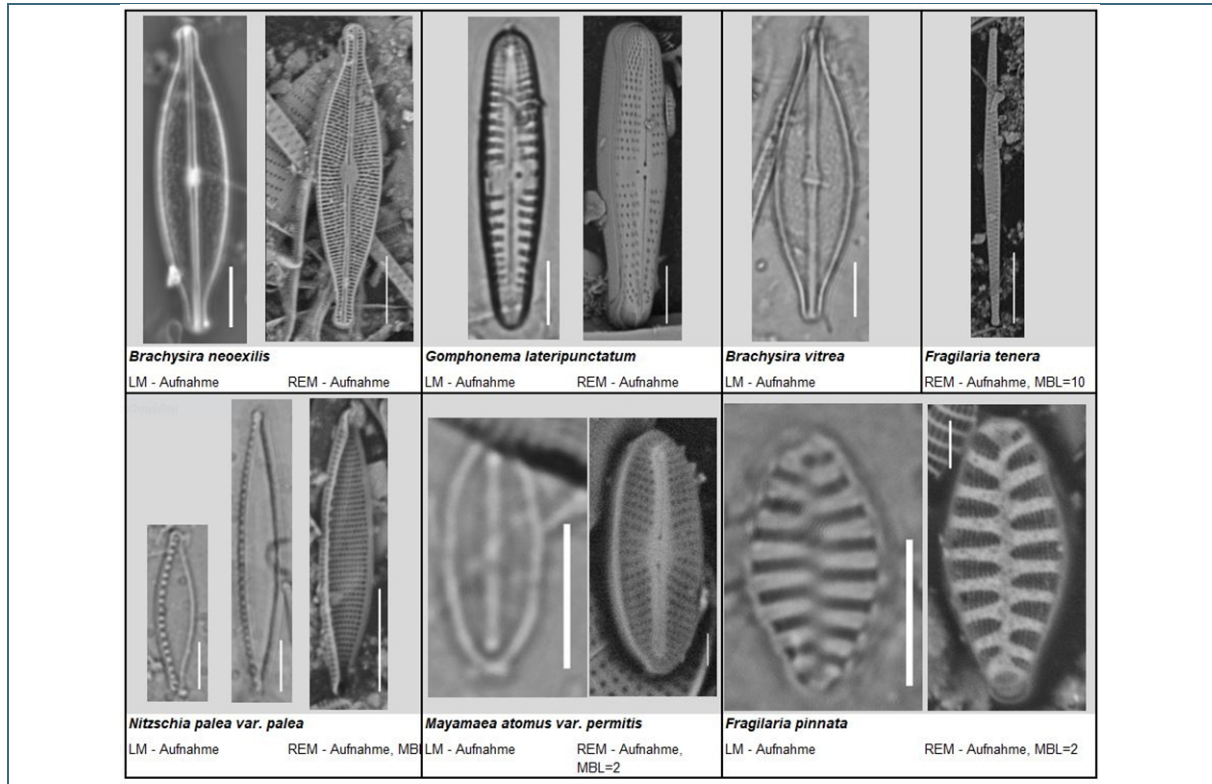 Brachysira neoexilis
LM - Aufnahme REM - Aufnahme
Gomphonema lateripunctatum
LM - Aufnahme REM - Aufnahme
Brachysira vitrea
LM - Aufnahme
Fragilaria tenera
REM - Aufnahme, MBL=10
Nitzschia palea var. palea
LM - Aufnahme REM - Aufnahme,
Mayamaea atomus var. permitis
LM - Aufnahme REM - Aufnahme,
MBL=2
Fragilaria pinnata
LM - Aufnahme REM - Aufnahme, MBL=2